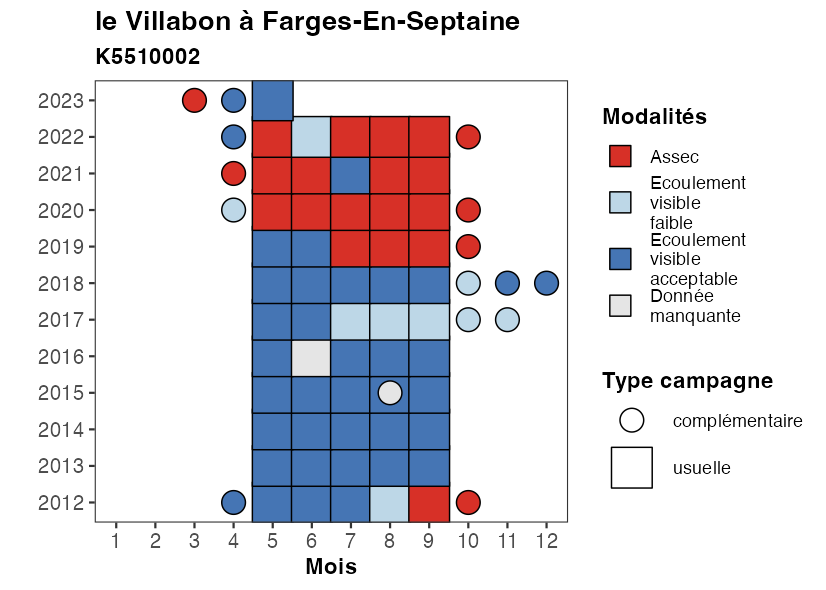 le Villabon à Farges-En-Septaine
K5510002
2023
2022
2021
2020
2019
2018
2017
2016
2015
2014
2013
2012
1 2 3 4 5 6 7 8 9 10 11 12
Mois
Modalités
Assec
Ecoulement
visible
faible
Ecoulement
visible
acceptable
Donnée
manquante
Type campagne
complémentaire
usuelle